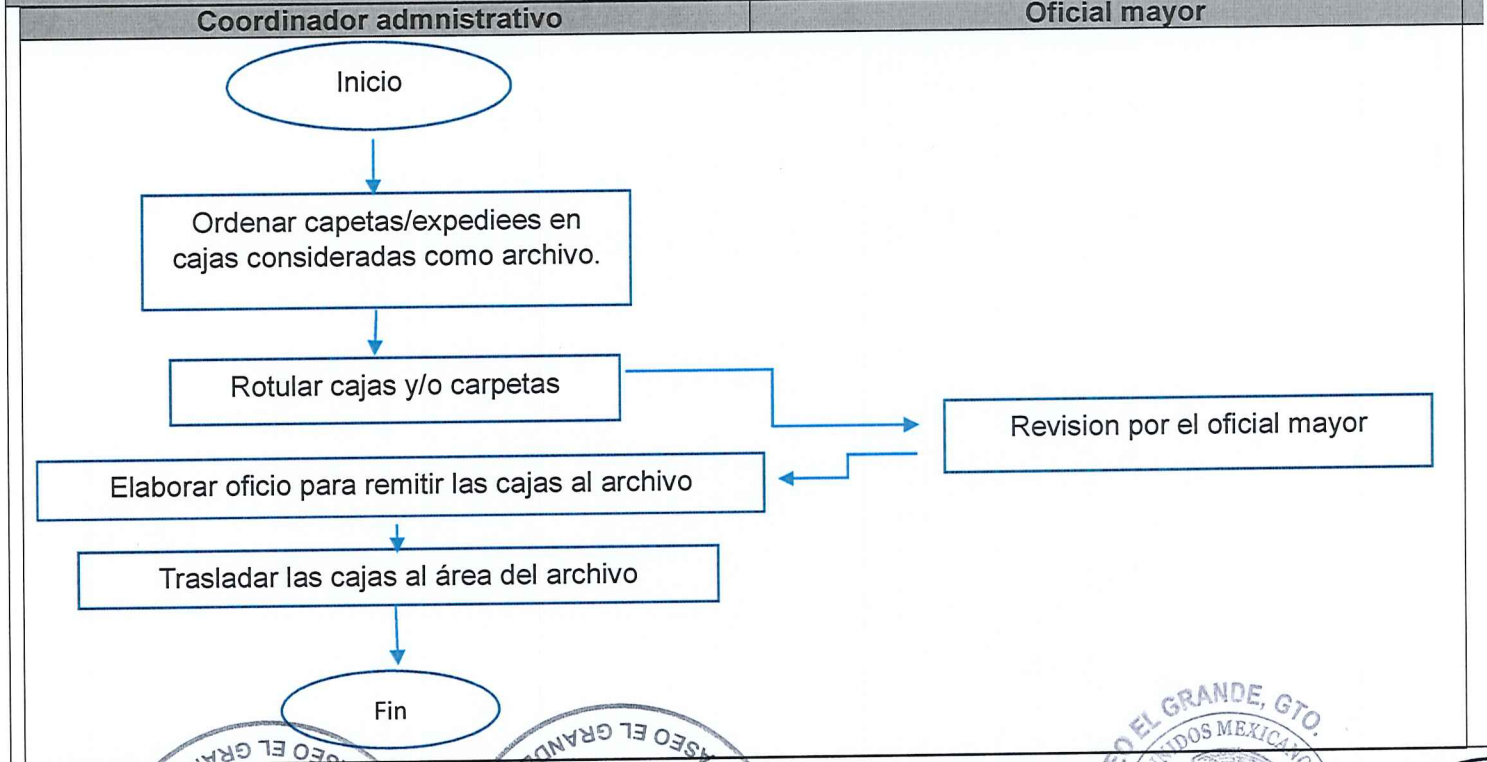 Coordinador admnistrativo
Oficial mayor
Inicio
Ordenar capetas/expediees en
cajas consideradas como archivo.
Rotular cajas y/o carpetas
Revision por el oficial mayor
Elaborar oficio para remitir las cajas al archivo
Trasladar las cajas al área del archivo
Fin
EL GRANDE, GTO.
EL